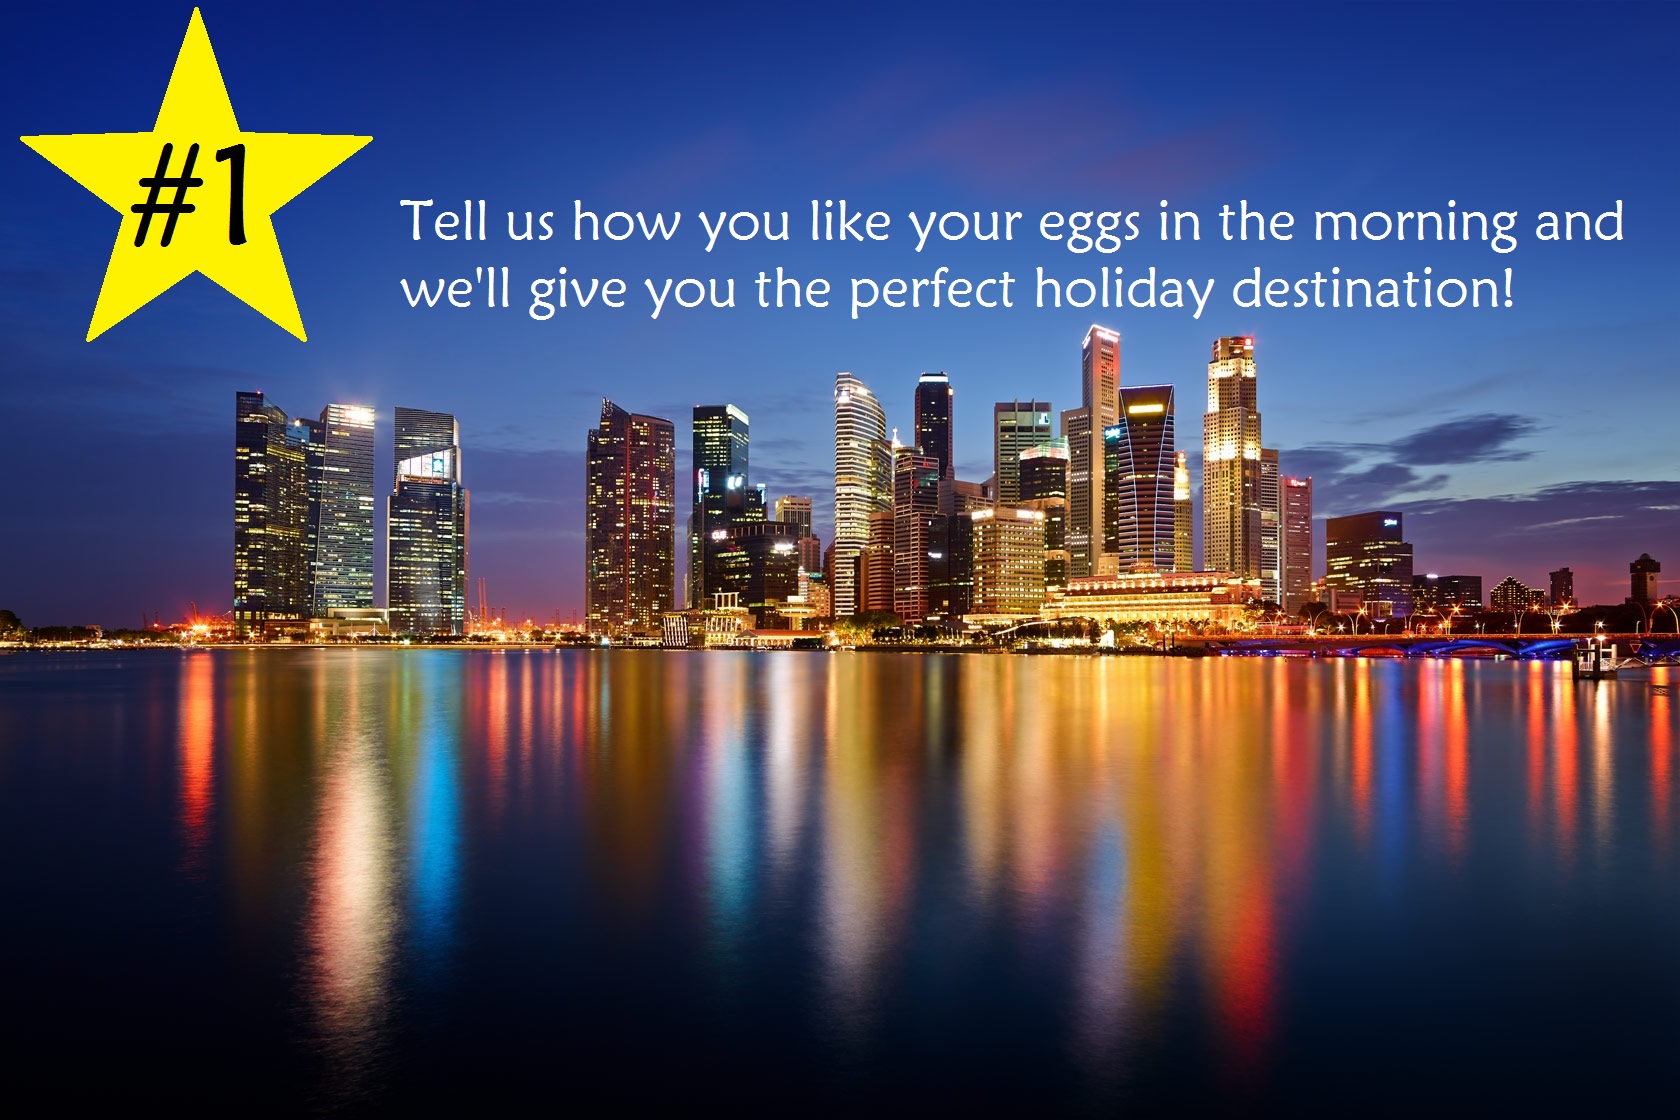 #1
Tell us how you like your eggs in the morning and
we'll give you the perfect holiday destination!